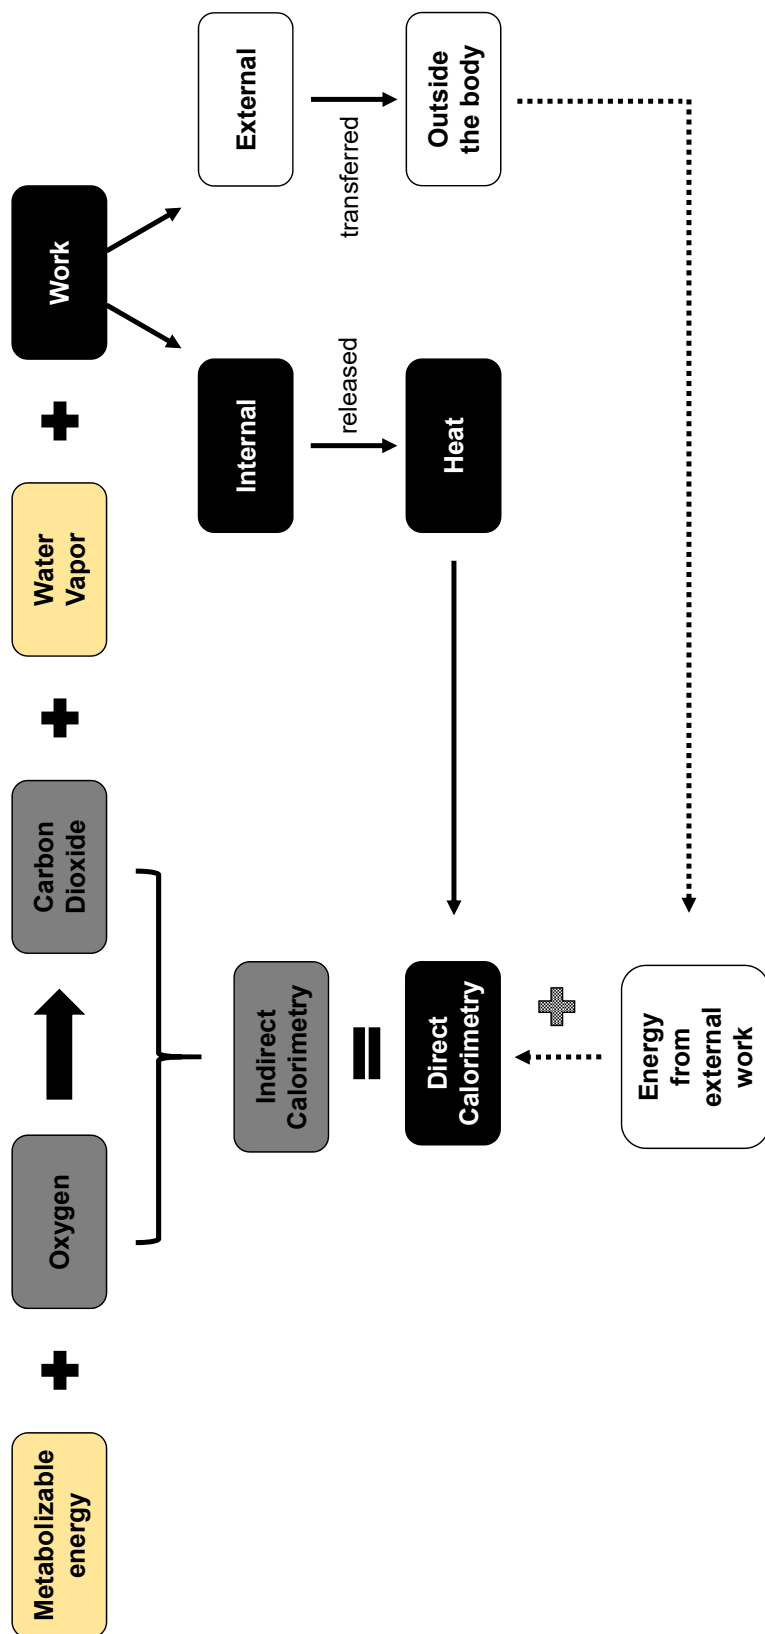 Metabolizable
energy
Oxygen
Carbon
Dioxide
Water
Vapor
Work
Indirect
Calorimetry
Internal
External
released
transferred
Direct
Calorimetry
Heat
Outside
the body
Energy
from
external
work